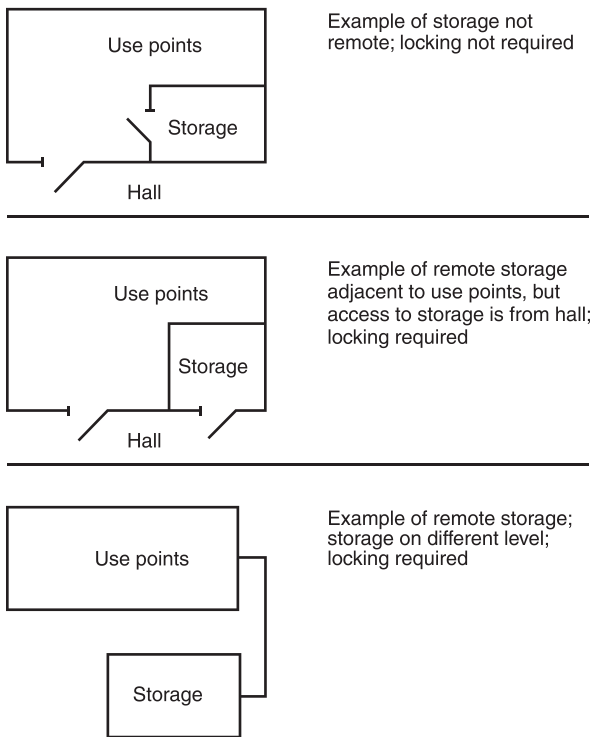 Use points
Storage
Hall
Example of storage not
remote; locking not required
Use points
Storage
Hall
Example of remote storage
adjacent to use points, but
access to storage is from hall;
locking required
Use points
Storage
Example of remote storage;
storage on different level;
locking required